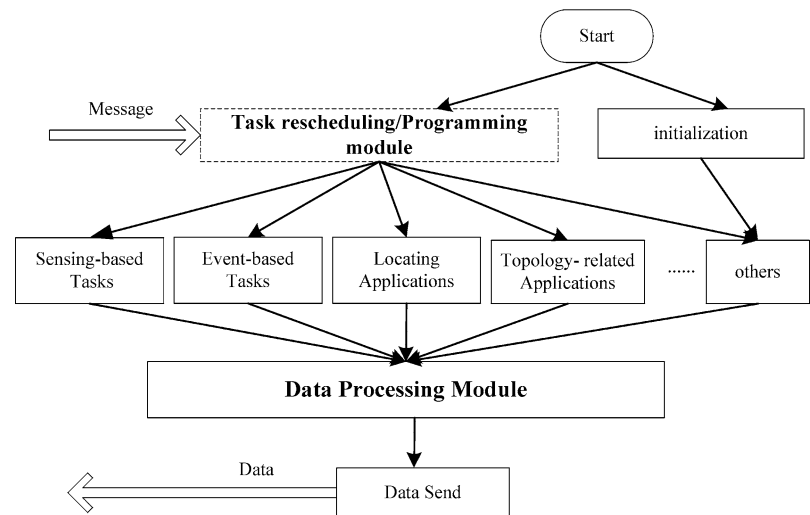 Start
Message
Task rescheduling/Programming
module
initialization
Sensing-based
Tasks
Event-based
Tasks
Locating
Applications
Topology- related
Applications
......
others
Data Processing Module
Data
Data Send